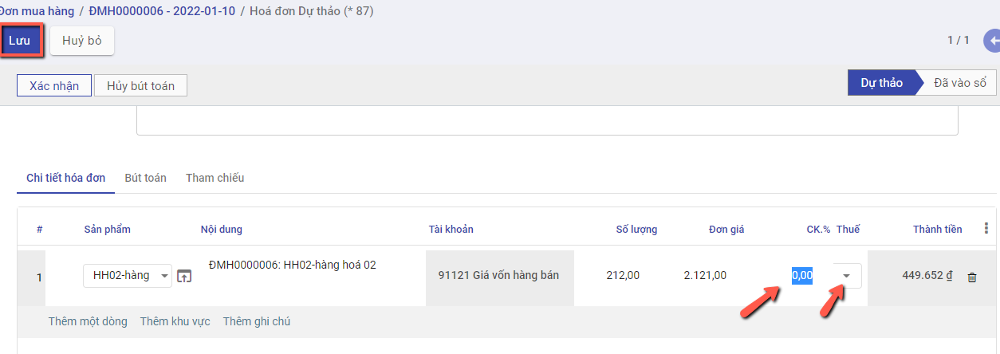 Đơn mua hàng / ĐMH0000006 - 2022-01-10 / Hoá đơn Dự thảo (* 87)
Lưu Huỷ bỏ 1 / 1
Xác nhận Hủy bút toán Dự thảo Đã vào sổ
Chi tiết hóa đơn Bút toán Tham chiếu
# Sản phẩm Nội dung Tài khoản Số lượng Đơn giá CK.% Thuế Thành tiền
1 HH02-hàng ĐMH0000006: HH02-hàng hoá 02 91121 Giá vốn hàng bán 212,00 2.121,00 0,00 449.652 ₫
Thêm một dòng Thêm khu vực Thêm ghi chú